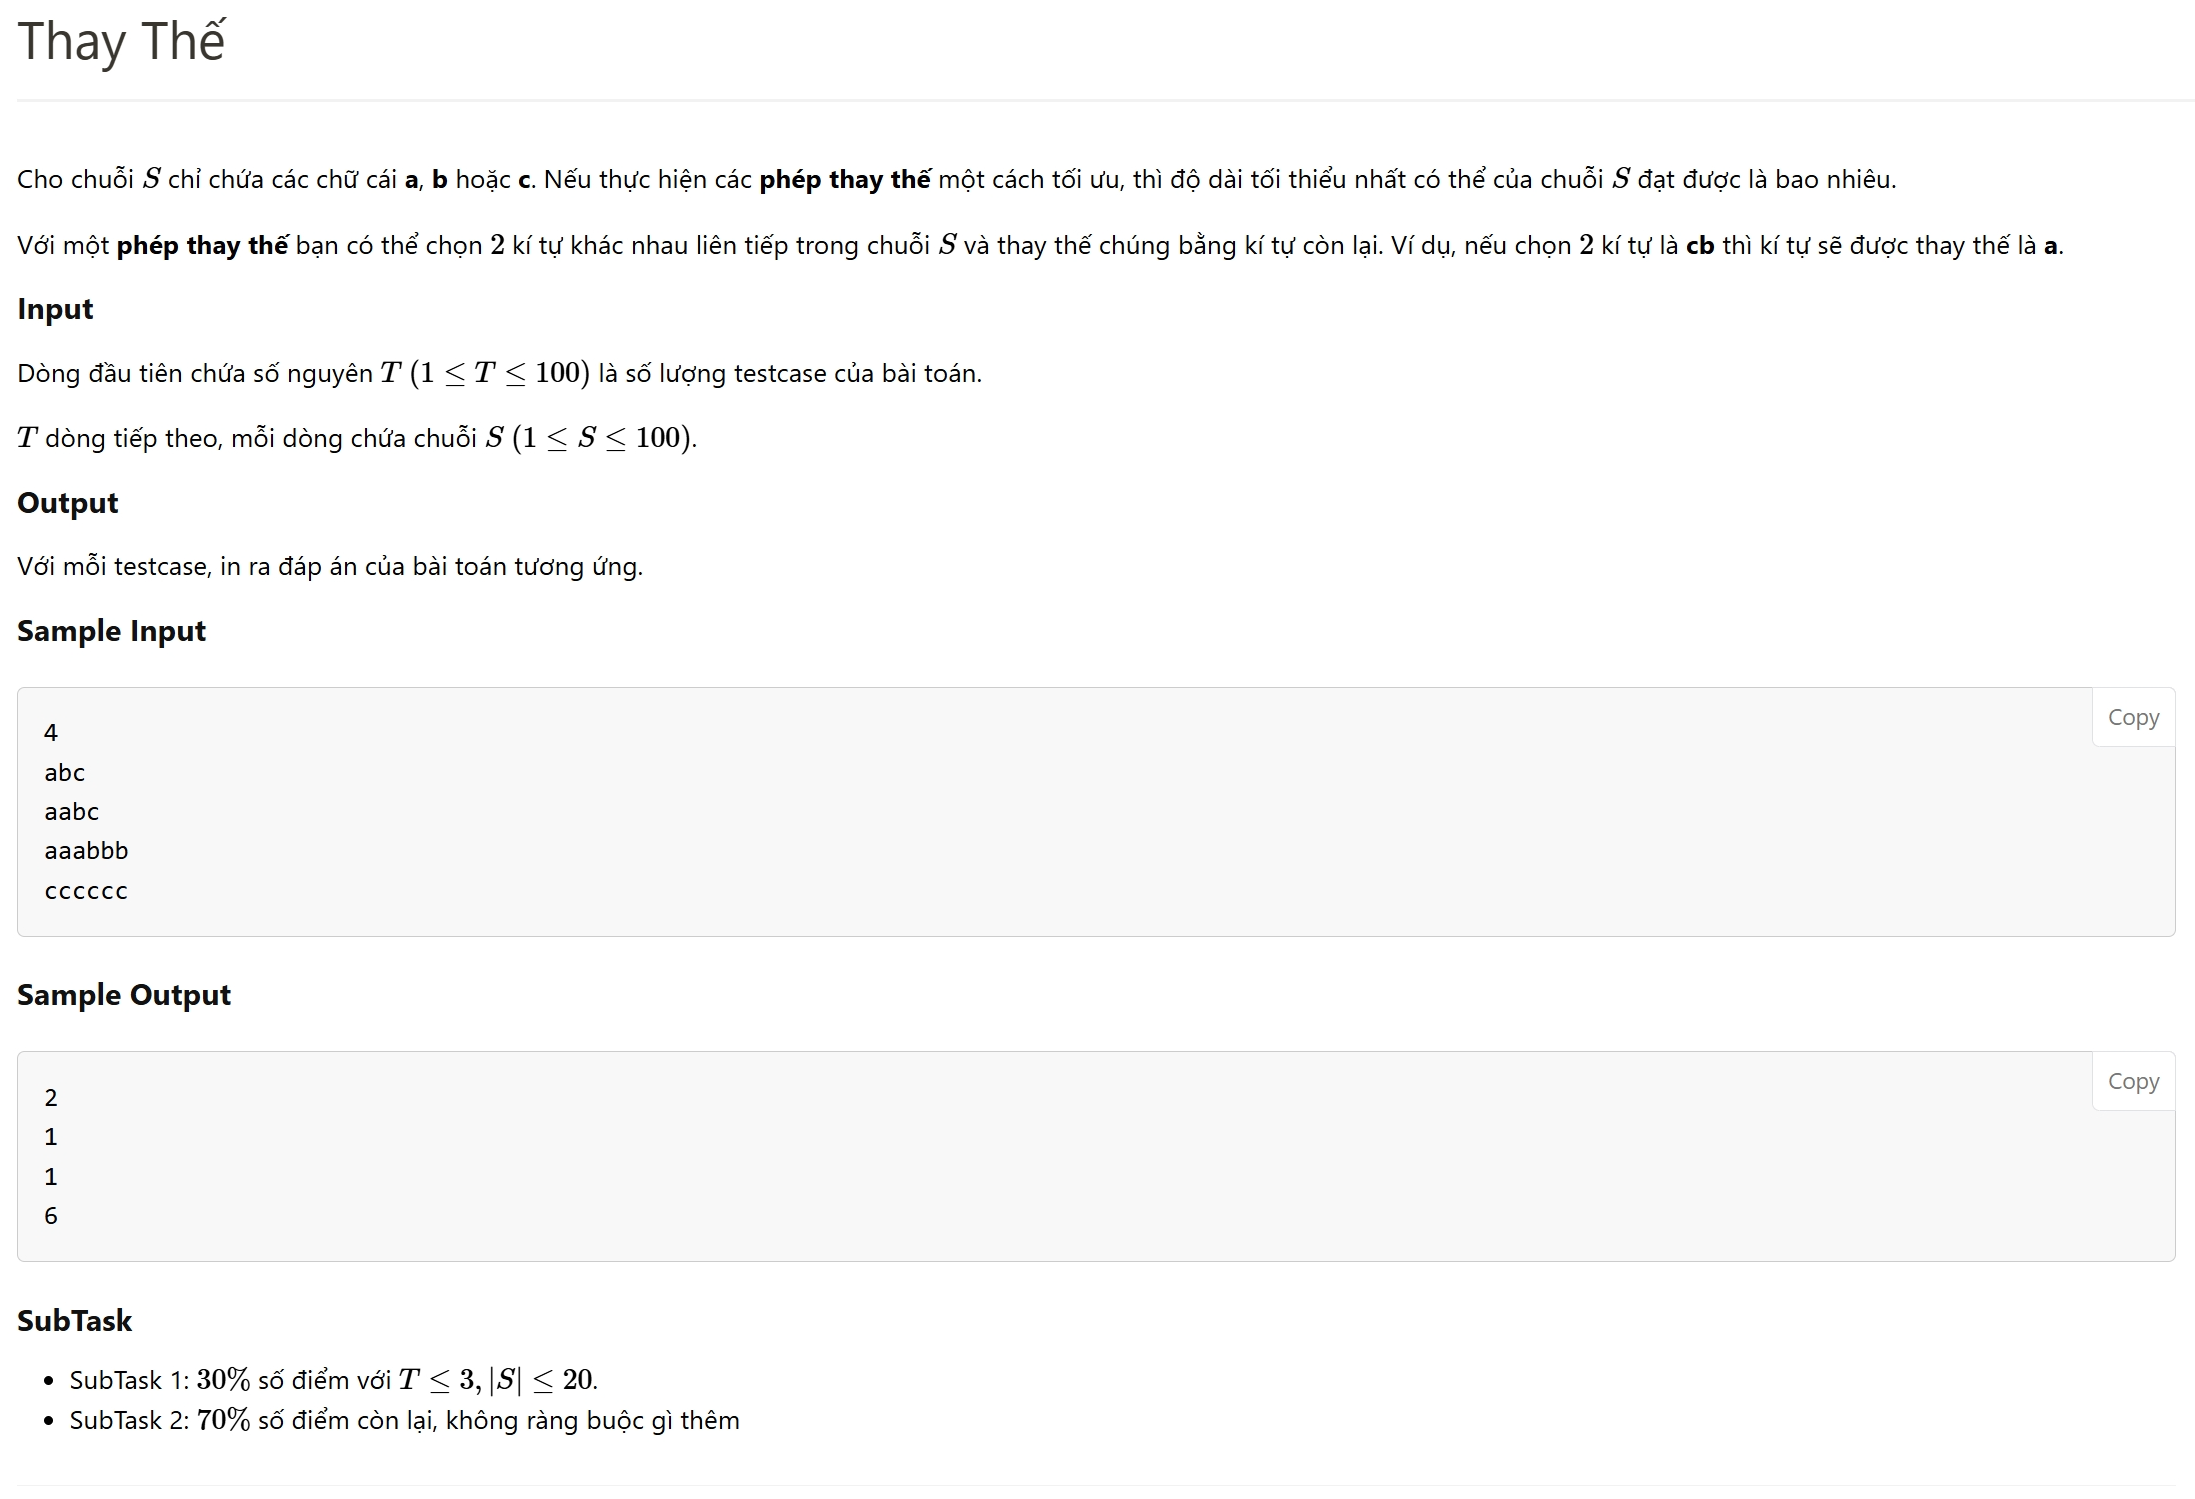 Thay Thế
Cho chuỗi S chỉ chứa các chữ cái a, b hoặc c. Nếu thực hiện các phép thay thế một cách tối ưu, thì độ dài tối thiểu nhất có thể của chuỗi S đạt được là bao nhiêu.
Với một phép thay thế bạn có thể chọn 2 kí tự khác nhau liên tiếp trong chuỗi S và thay thế chúng bằng kí tự còn lại. Ví dụ, nếu chọn 2 kí tự là cb thì kí tự sẽ được thay thế là a.
Input
Dòng đầu tiên chứa số nguyên T (1 ≤ T ≤ 100) là số lượng testcase của bài toán.
T dòng tiếp theo, mỗi dòng chứa chuỗi S (1 ≤ S ≤ 100).
Output
Với mỗi testcase, in ra đáp án của bài toán tương ứng.
Sample Input
Copy
4
abc
aabc
aaabbb
cccccc
Sample Output
Copy
2
1
1
6
SubTask
• SubTask 1: 30% số điểm với T ≤ 3, |S| ≤ 20.
• SubTask 2: 70% số điểm còn lại, không ràng buộc gì thêm